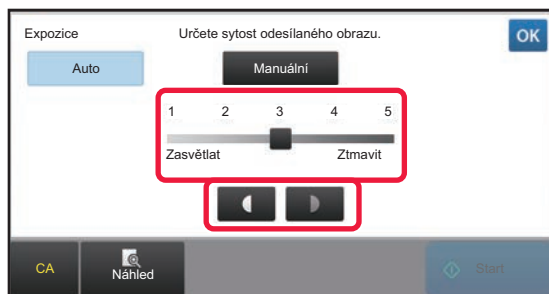 Expozice
Určete sytost odesílaného obrazu.
OK
Auto
Manuální
1 2 3 4 5
Zasvětlat
Ztmavit
CA
Náhled
Start